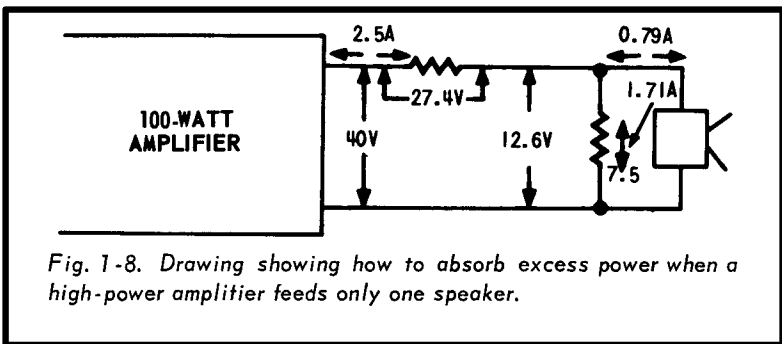 2.5A
0.79A
27.4V
1.71A
100-WATT
AMPLIFIER
40V
12.6V
7.5
Fig. 1-8. Drawing showing how to absorb excess power when a
high-power amplitier feeds only one speaker.